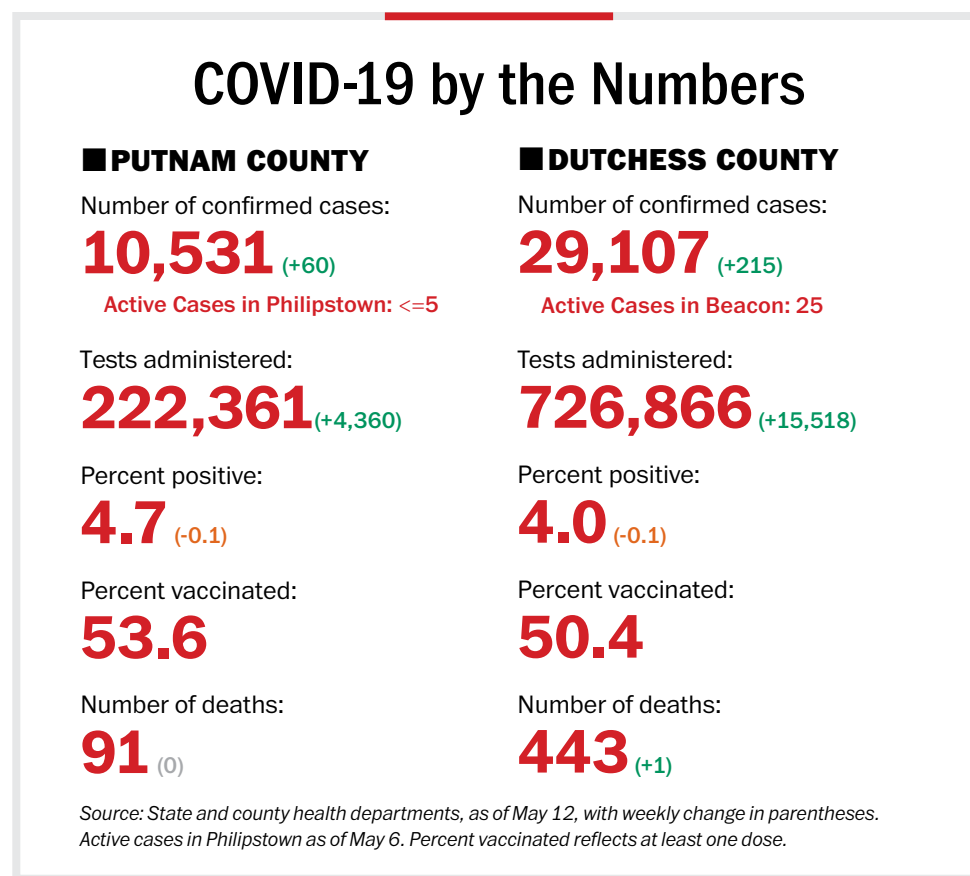 COVID-19 by the Numbers
■ PUTNAM COUNTY
Number of confirmed cases:
10,531 (+60)
Active Cases in Philipstown: <=5
Tests administered:
222,361 (+4,360)
Percent positive:
4.7 (-0.1)
Percent vaccinated:
53.6
Number of deaths:
91 (0)
■ DUTCHESS COUNTY
Number of confirmed cases:
29,107 (+215)
Active Cases in Beacon: 25
Tests administered:
726,866 (+15,518)
Percent positive:
4.0 (-0.1)
Percent vaccinated:
50.4
Number of deaths:
443 (+1)
Source: State and county health departments, as of May 12, with weekly change in parentheses.
Active cases in Philipstown as of May 6. Percent vaccinated reflects at least one dose.